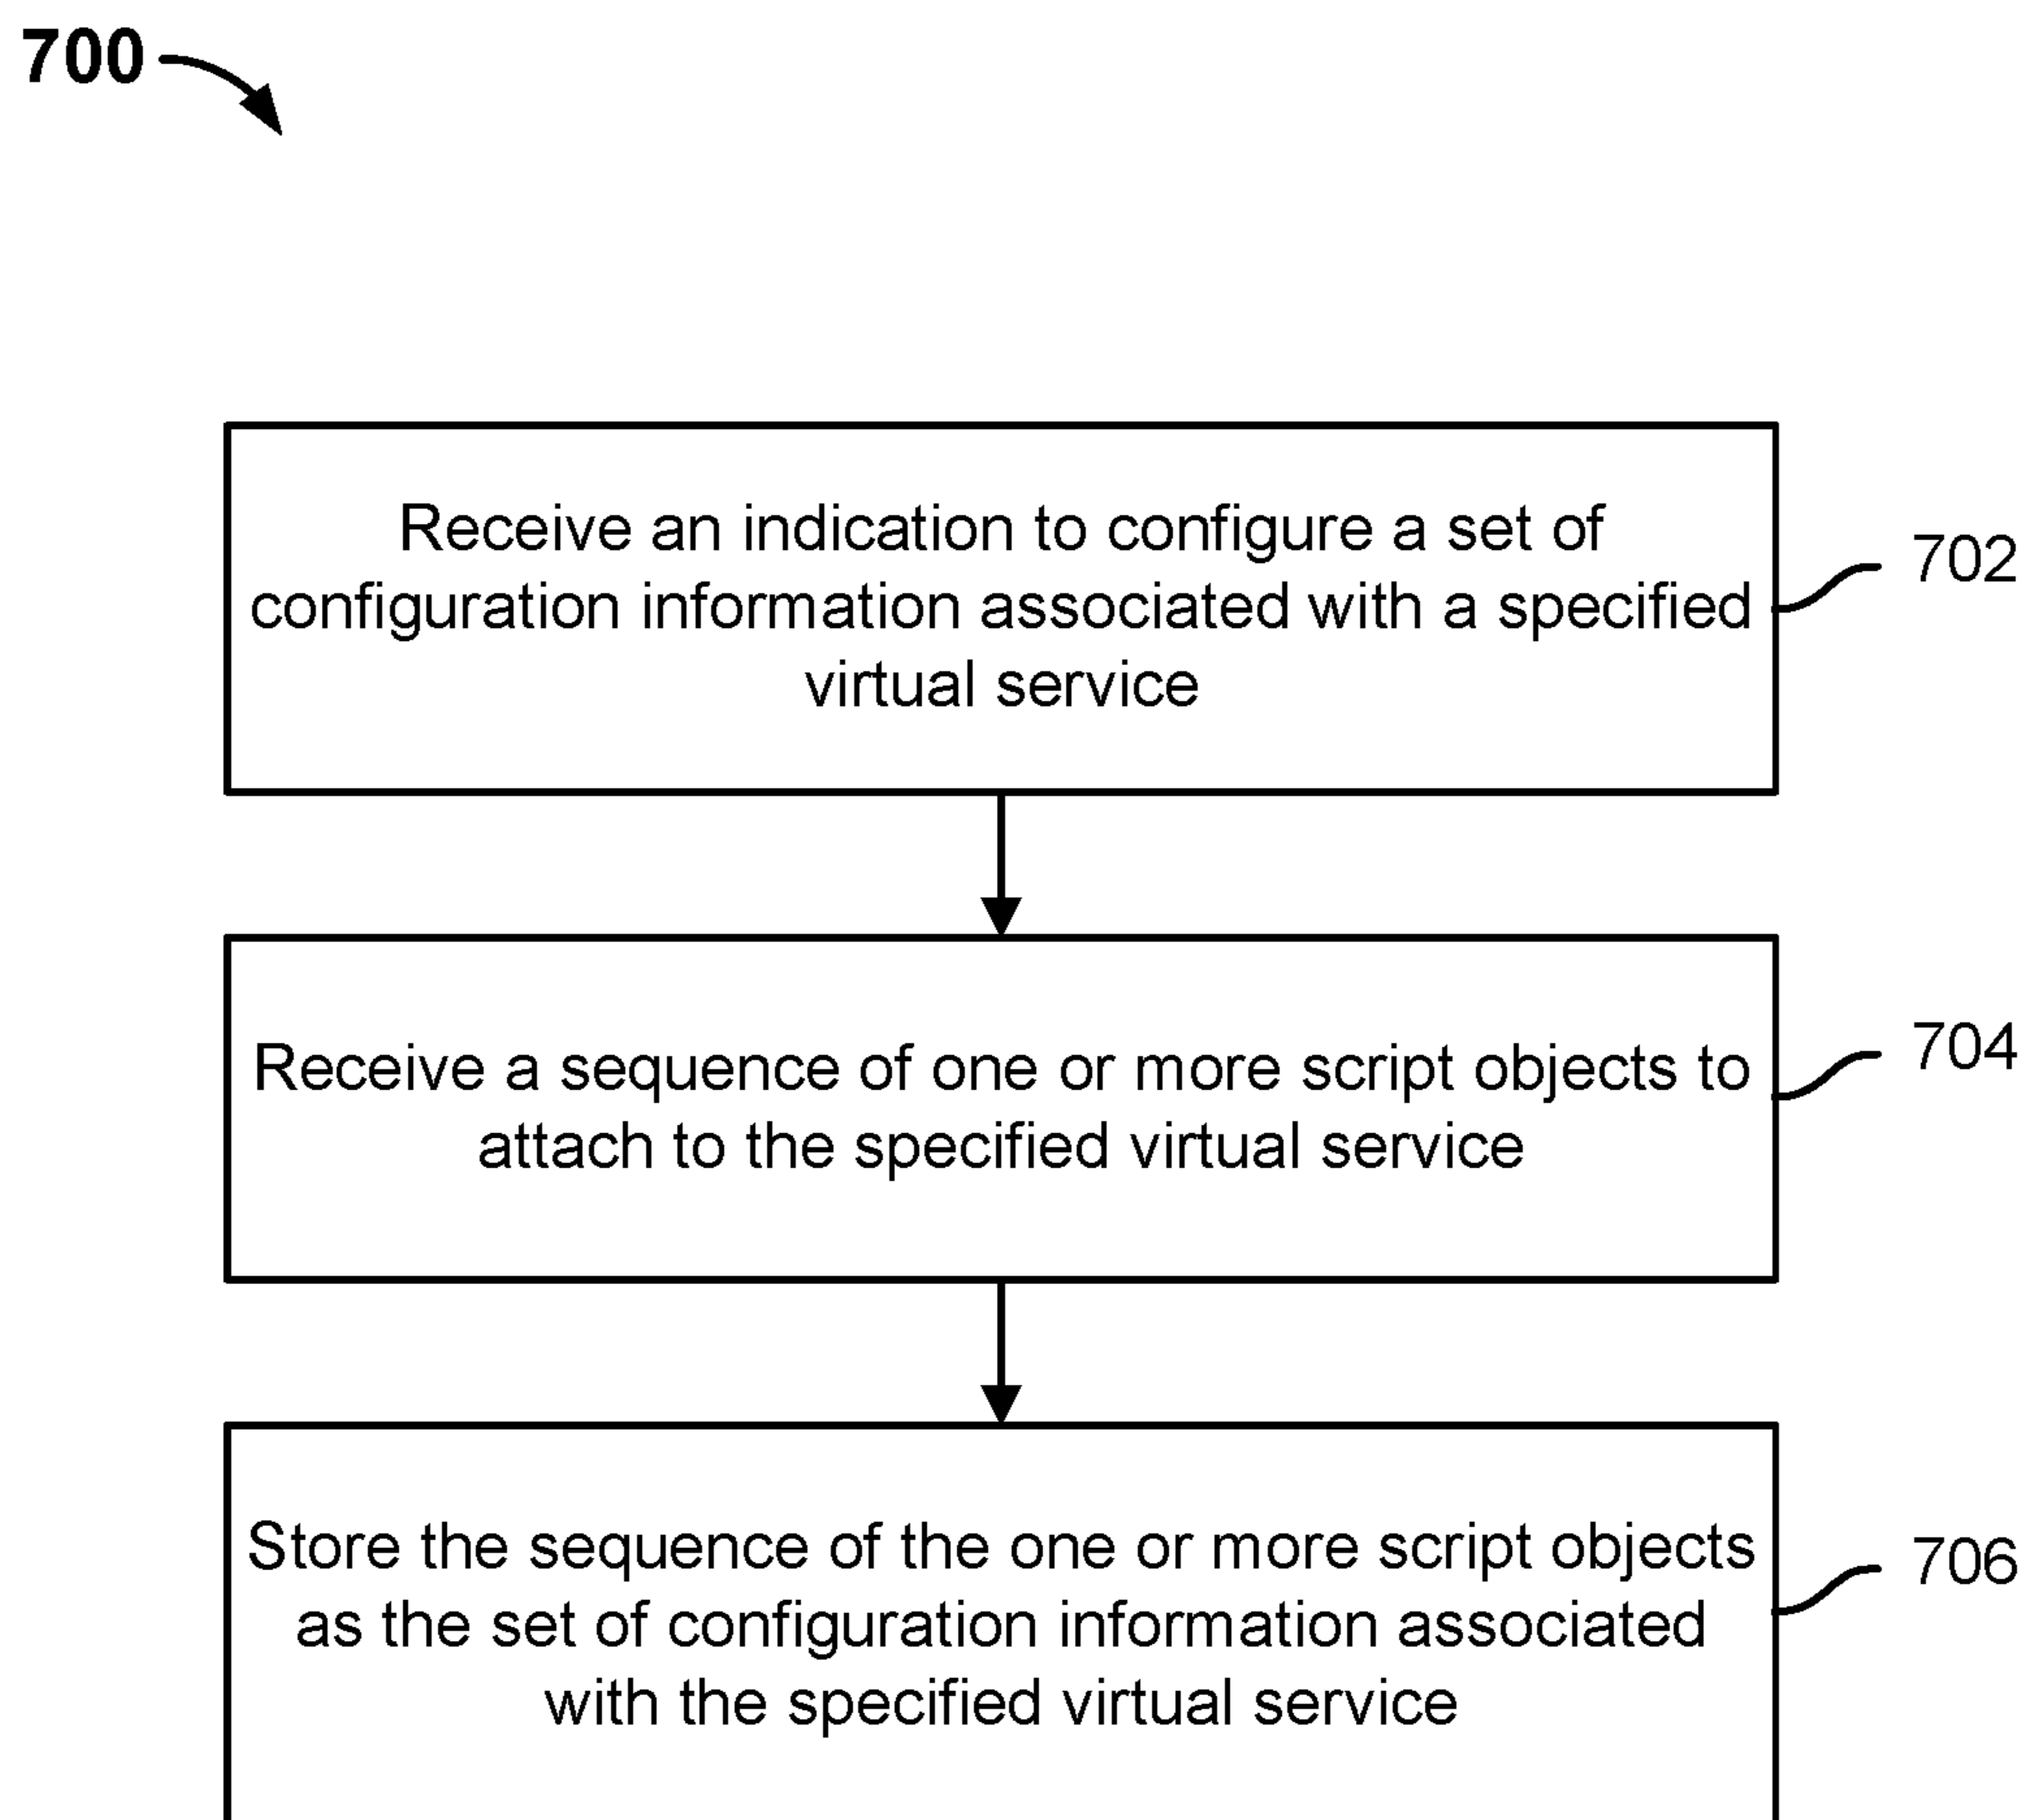 700
Receive an indication to configure a set of
configuration information associated with a specified
virtual service
702
Receive a sequence of one or more script objects to
attach to the specified virtual service
704
Store the sequence of the one or more script objects
as the set of configuration information associated
with the specified virtual service
706